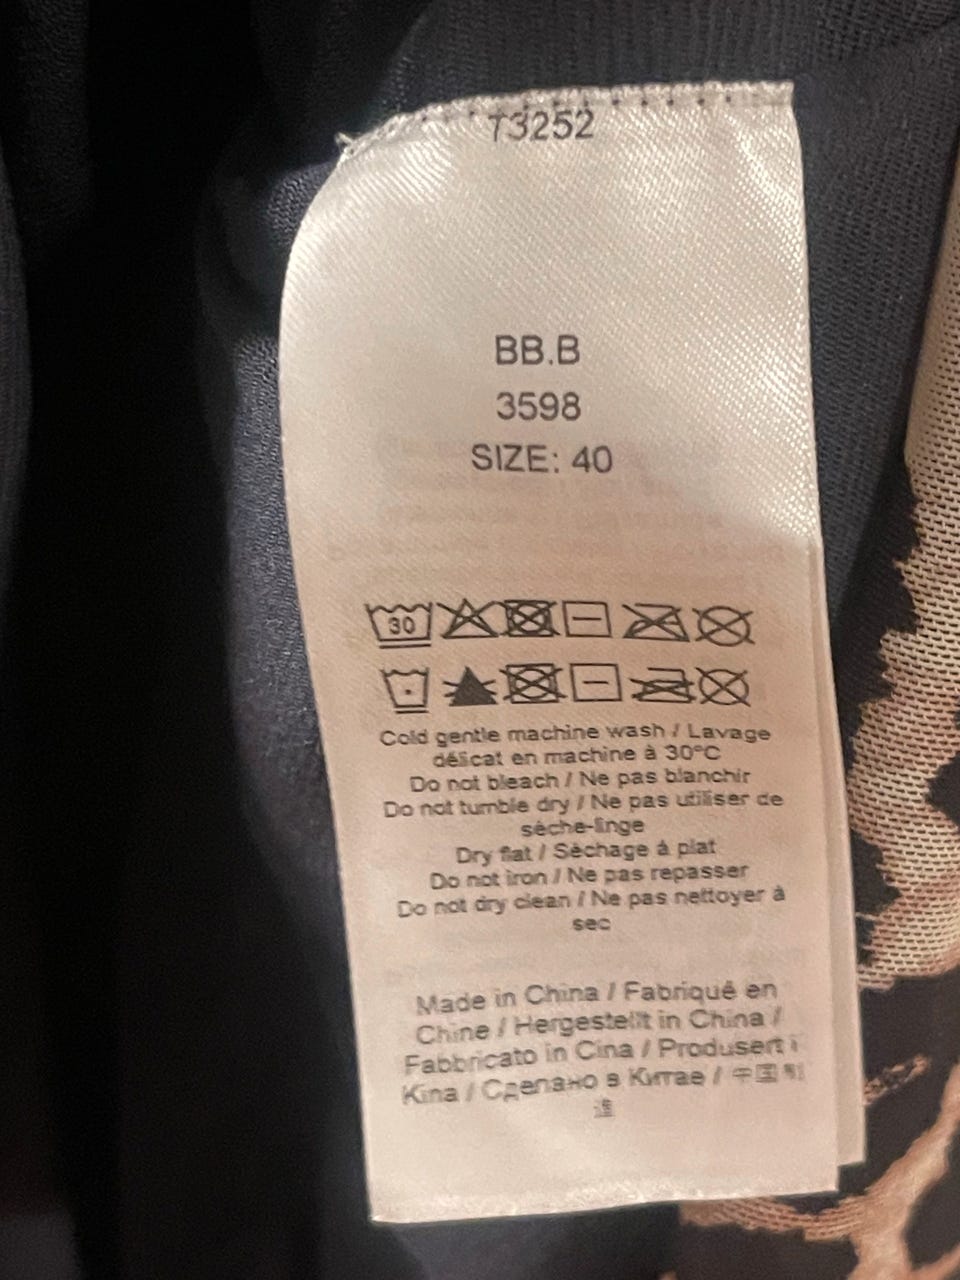 73252
BB.B
3598
SIZE: 40
30
Cold gentle machine wash / Lavage
délicat en machine à 30°C
Do not bleach / Ne pas blanchir
Do not tumble dry / Ne pas utiliser de
sèche-linge
Dry flat / Sèchage à plat
Do not iron / Ne pas repasser
Do not dry clean / Ne pas nettoyer à
sec
Made in China / Fabriqué en
Chine / Hergestellt in China /
Fabbricato in Cina / Produsert i
Kina / Сделано в Китае / 中国制
造